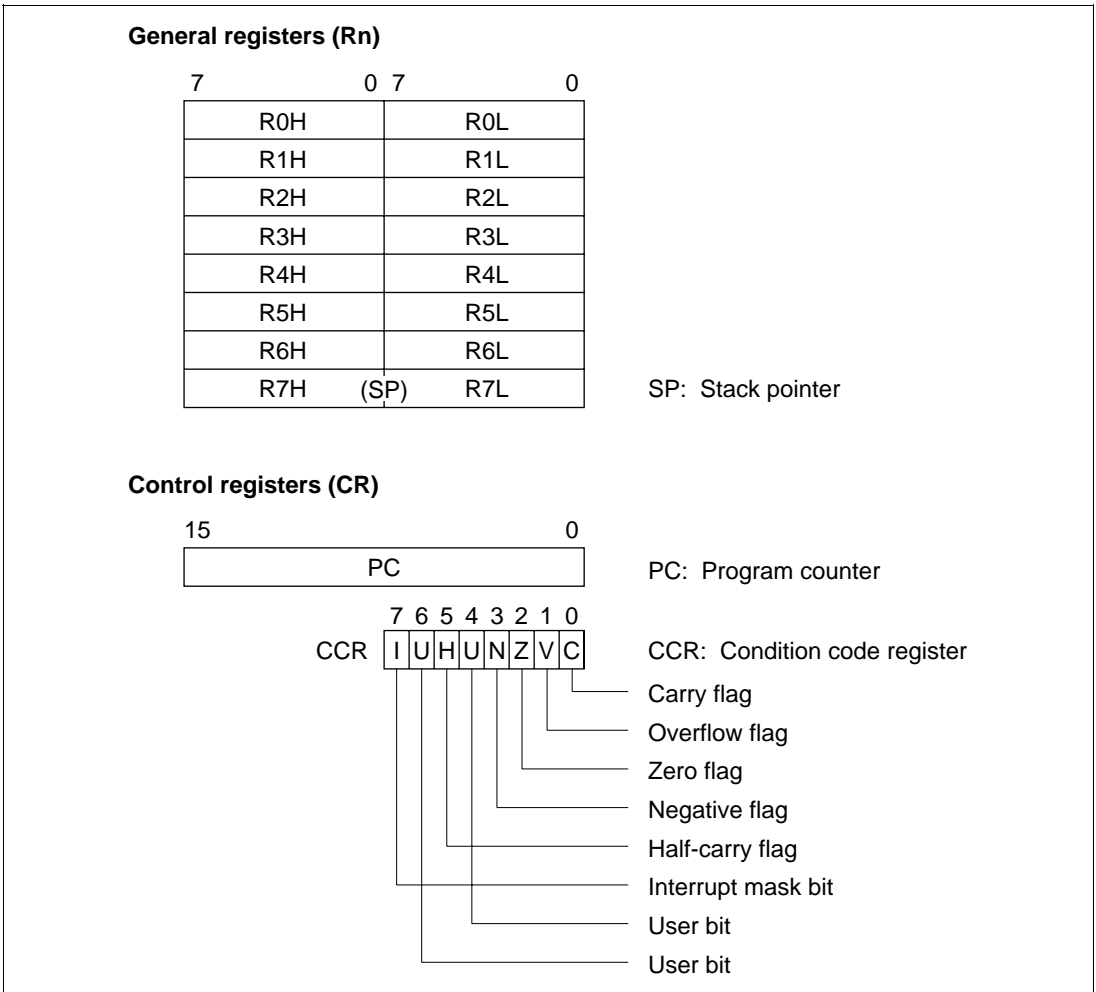 General registers (Rn)
7 0 7 0
R0H R0L
R1H R1L
R2H R2L
R3H R3L
R4H R4L
R5H R5L
R6H R6L
R7H (SP) R7L SP: Stack pointer
Control registers (CR)
15 0
PC PC: Program counter
7 6 5 4 3 2 1 0
CCR I U H U N Z V C CCR: Condition code register
Carry flag
Overflow flag
Zero flag
Negative flag
Half-carry flag
Interrupt mask bit
User bit
User bit